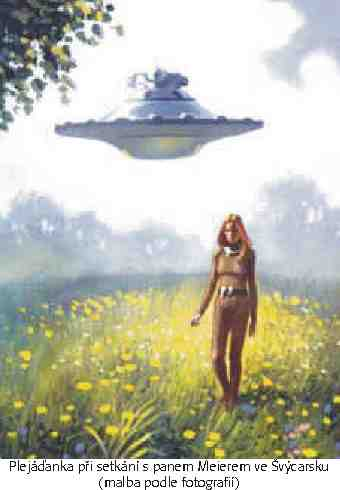 Plejáďanka při setkání s panem Meierem ve Švýcarsku
(malba podle fotografií)